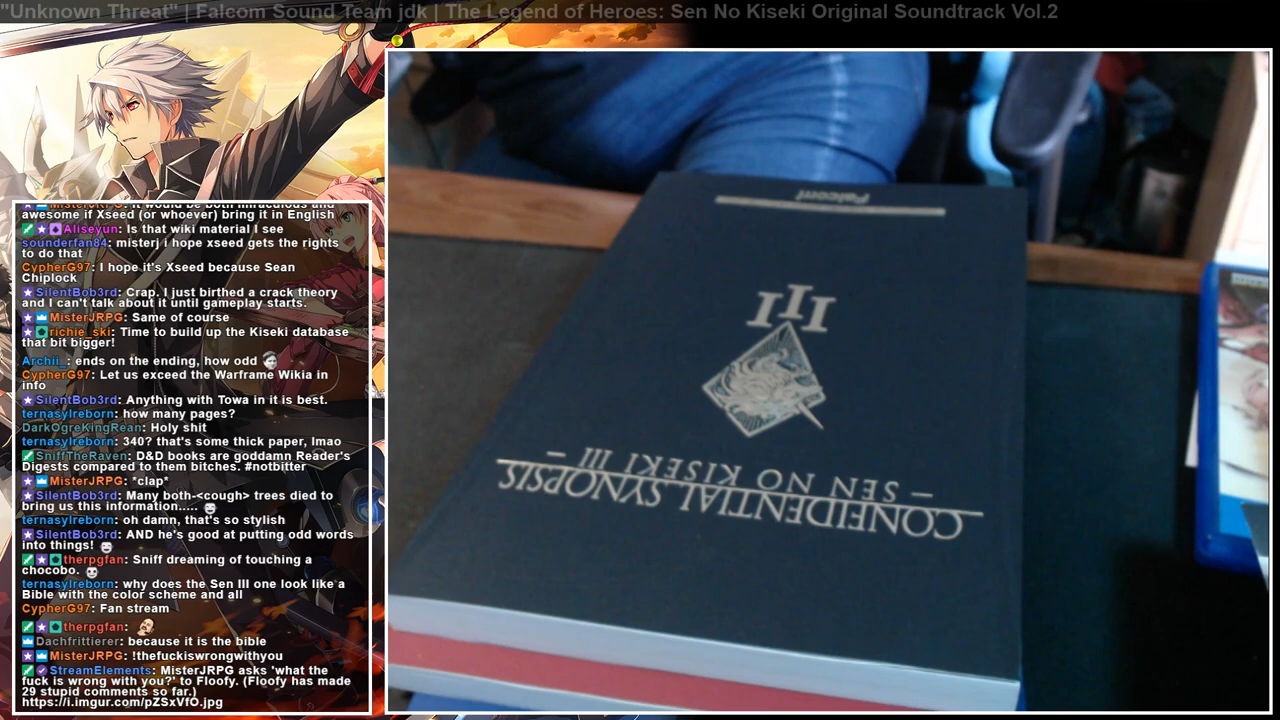 "Unknown Threat" | Falcom Sound Team jdk | The Legend of Heroes: Sen No Kiseki Original Soundtrack Vol.2
MisterJRPG: It would be both miraculous and
awesome if Xseed (or whoever) bring it in English
Aliseyun: Is that wiki material I see
sounderfan84: misterj i hope xseed gets the rights
to do that
CypherG97: I hope it's Xseed because Sean
Chiplock
SilentBob3rd: Crap. I just birthed a crack theory
and I can't talk about it until gameplay starts.
MisterJRPG: Same of course
richie_ski: Time to build up the Kiseki database
that bit bigger!
Archii_: ends on the ending, how odd
CypherG97: Let us exceed the Warframe Wikia in
info
SilentBob3rd: Anything with Towa in it is best.
ternasylreborn: how many pages?
DarkOgreKingRean: Holy shit
ternasylreborn: 340? that's some thick paper, lmao
SniffTheRaven: D&D books are goddamn Reader's
Digests compared to them bitches. #notbitter
MisterJRPG: *clap*
SilentBob3rd: Many both-<cough> trees died to
bring us this information.....
ternasylreborn: oh damn, that's so stylish
SilentBob3rd: AND he's good at putting odd words
into things!
therpgfan: Sniff dreaming of touching a
chocobo.
ternasylreborn: why does the Sen III one look like a
Bible with the color scheme and all
CypherG97: Fan stream
therpgfan:
Dachfrittierer: because it is the bible
MisterJRPG: !thefuckiswrongwithyou
StreamElements: MisterJRPG asks 'what the
fuck is wrong with you?' to Floofy. (Floofy has made
29 stupid comments so far.)
https://i.imgur.com/pZSxVfO.jpg
CONFIDENTIAL SYNOPSIS
– SEN NO KISEKI III –
III
Falcom